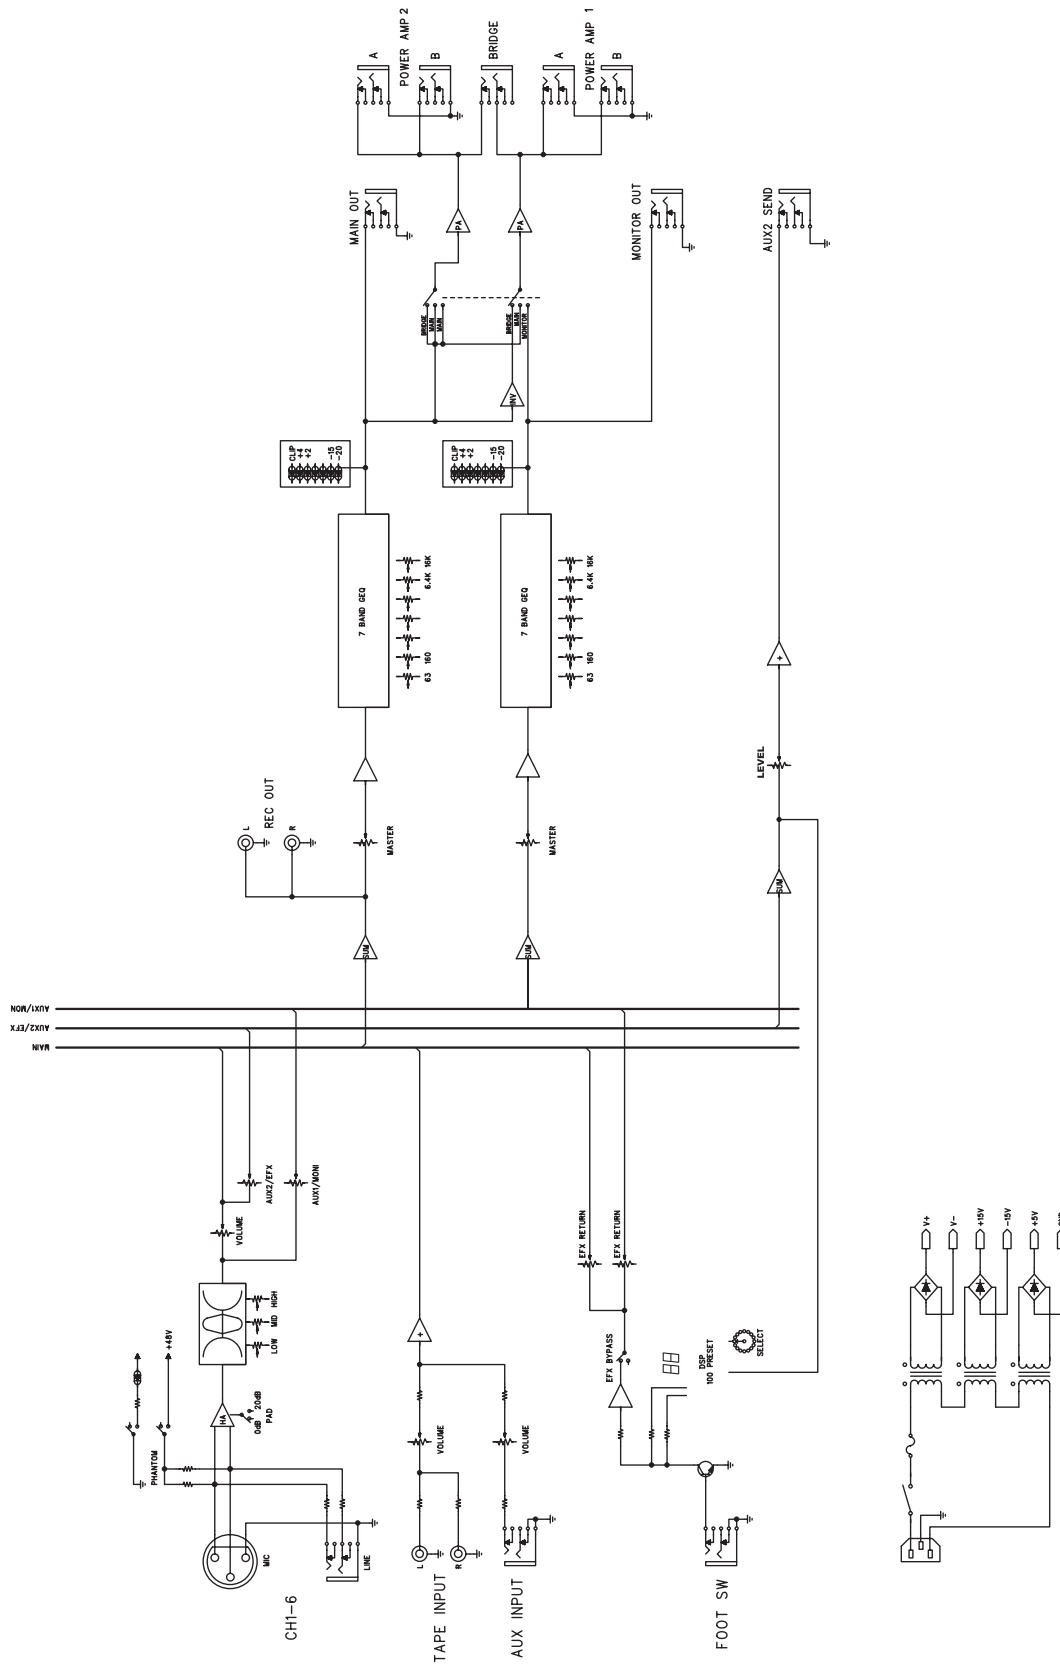 POWER AMP 2
A
B
BRIDGE
POWER AMP 1
A
B
MAIN OUT
MONITOR OUT
AUX2 SEND
PA
PA
BRIDGE
MAIN
MAIN
BRIDGE
MAIN
MONITOR
INV
CLIP
+4
+2
-15
-20
CLIP
+4
+2
-15
-20
7 BAND GEQ
63 160 6.4K 16K
7 BAND GEQ
63 160 6.4K 16K
+
LEVEL
REC OUT
L
R
MASTER
MASTER
SUM
SUM
SUM
AUX1/MON
AUX2/EFX
MAIN
AUX2/EFX
AUX1/MONI
VOLUME
LOW MID HIGH
+48V
PHANTOM
HA
0dB 20dB
PAD
MIC
LINE
CH1-6
+
VOLUME
VOLUME
L
R
TAPE INPUT
AUX INPUT
EFX RETURN
EFX RETURN
EFX BYPASS
DSP
100 PRESET
SELECT
FOOT SW
V+
V-
+15V
-15V
+5V